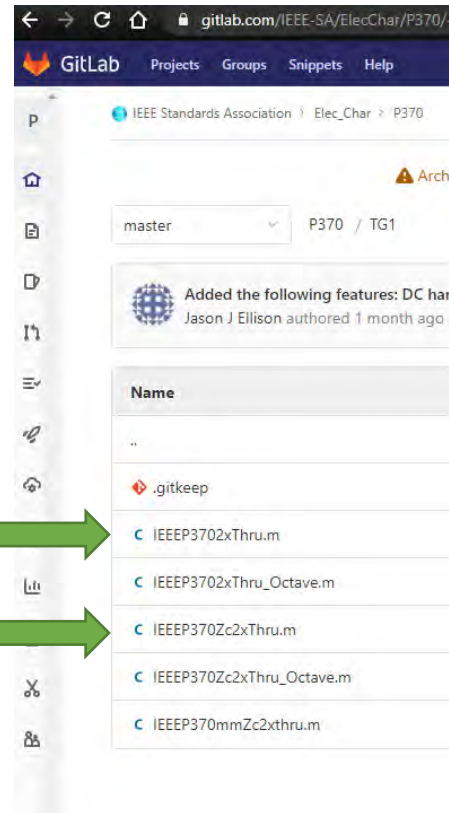 gitlab.com/IEEE-SA/ElecChar/P370/
GitLab Projects Groups Snippets Help
P
IEEE Standards Association > Elec_Char > P370
Arch
master P370 / TG1
Added the following features: DC har
Jason J Ellison authored 1 month ago
Name
..
.gitkeep
C IEEEP3702xThru.m
C IEEEP3702xThru_Octave.m
C IEEEP370Zc2xThru.m
C IEEEP370Zc2xThru_Octave.m
C IEEEP370mmZc2xthru.m